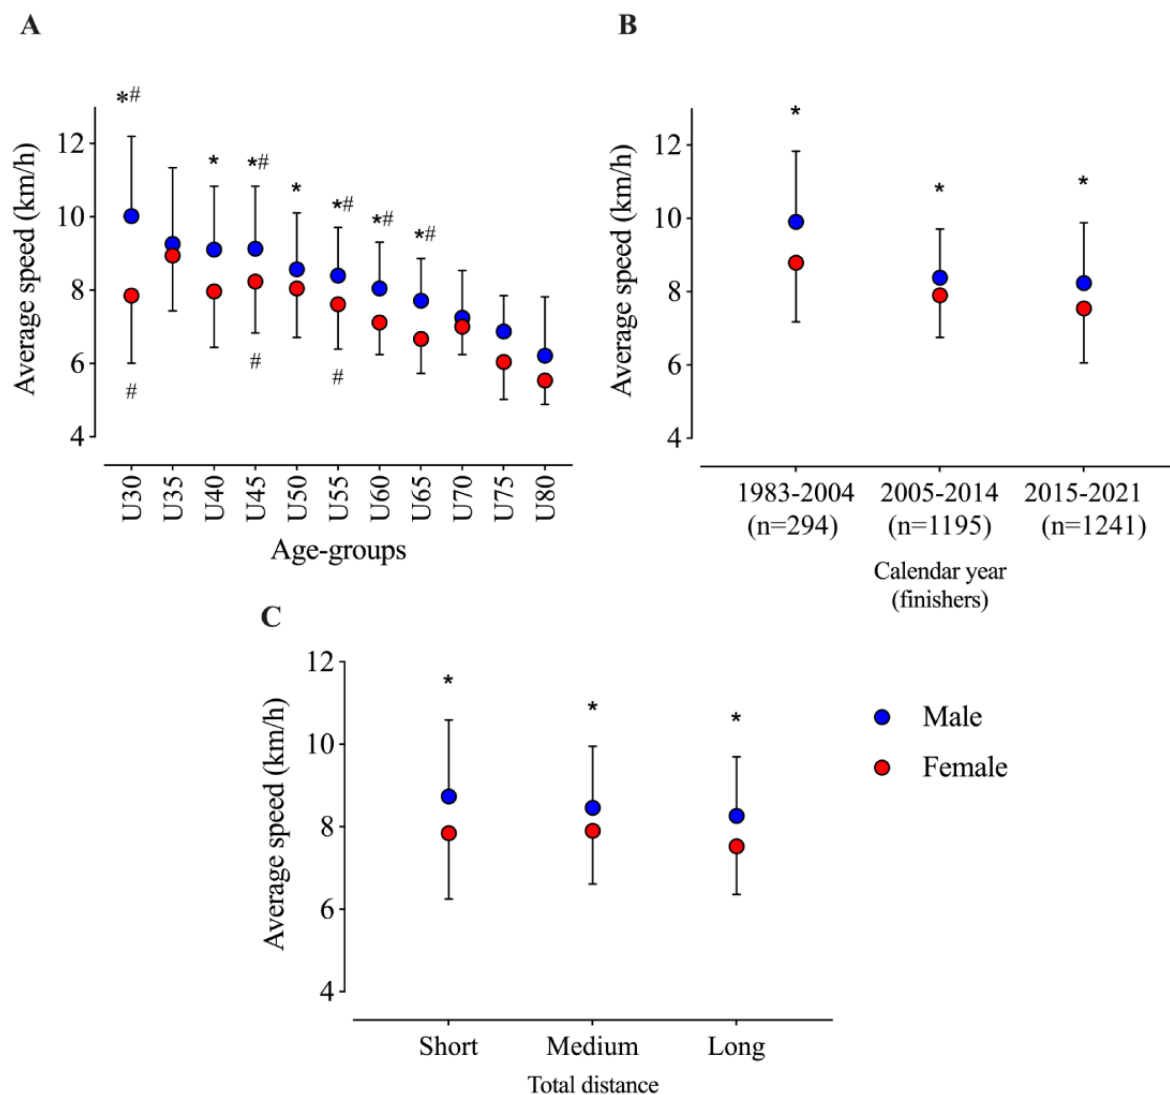 A
*#
*
*#
*
*#
*#
*#
12
10
8
6
4
Average speed (km/h)
#
#
#
U30
U35
U40
U45
U50
U55
U60
U65
U70
U75
U80
Age-groups
B
*
*
*
12
10
8
6
4
Average speed (km/h)
1983-2004 2005-2014 2015-2021
(n=294) (n=1195) (n=1241)
Calendar year
(finishers)
C
*
*
*
12
10
8
6
4
Average speed (km/h)
Short Medium Long
Total distance
Male
Female